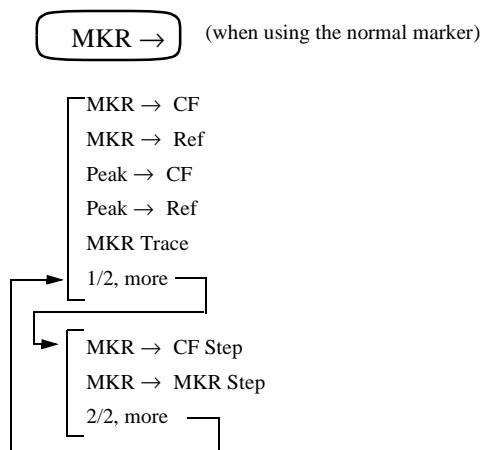 MKR → (when using the normal marker)
MKR → CF
MKR → Ref
Peak → CF
Peak → Ref
MKR Trace
1/2, more
MKR → CF Step
MKR → MKR Step
2/2, more